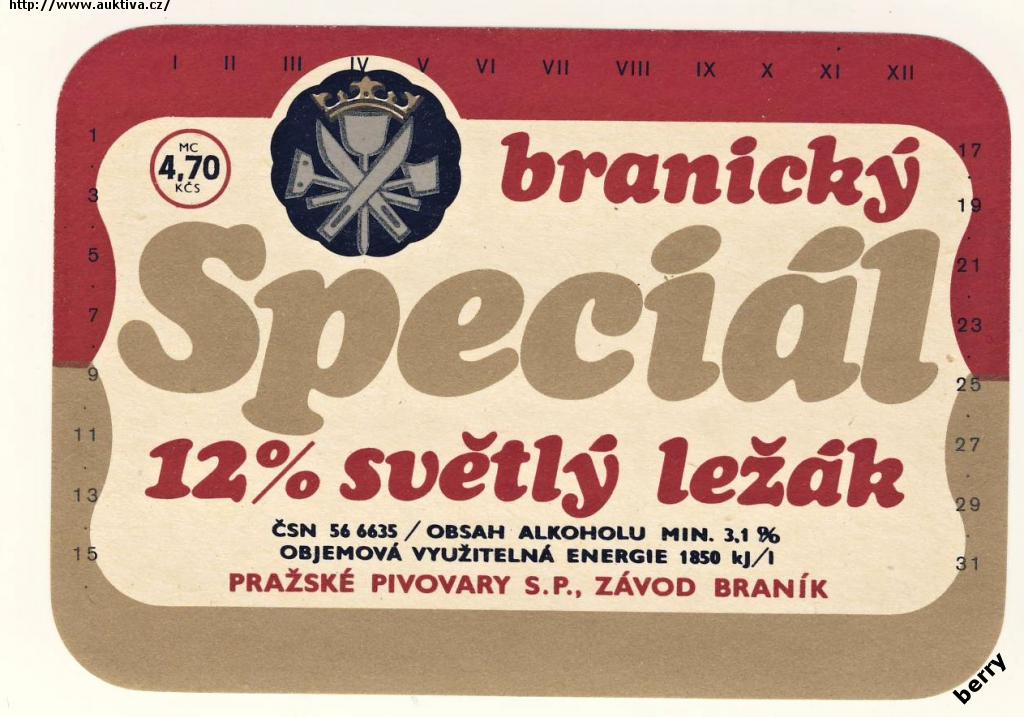 http://www.auktiva.cz/
I II III IV V VI VII VIII IX X XI XII
1
3
5
7
9
11
13
15
MC
4,70
KČS
branický
Speciál
12% světlý ležák
ČSN 56 6635 / OBSAH ALKOHOLU MIN. 3,1 %
OBJEMOVÁ VYUŽITELNÁ ENERGIE 1850 kJ/l
PRAŽSKÉ PIVOVARY S.P., ZÁVOD BRANÍK
17
19
21
23
25
27
29
31
berry